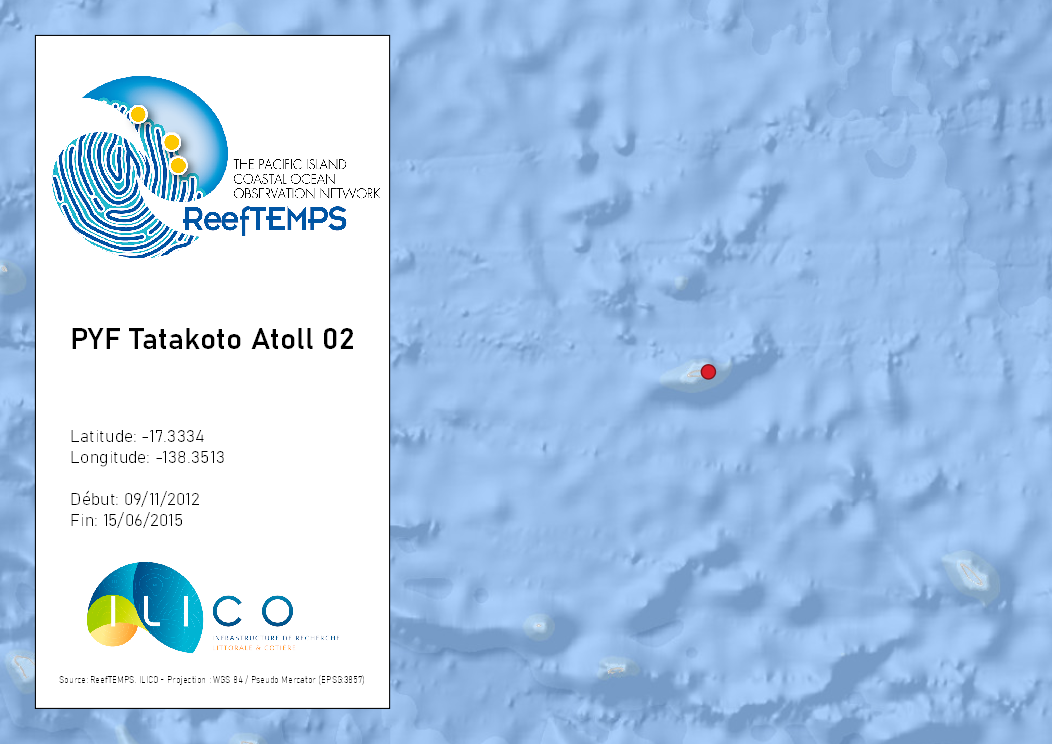 THE PACIFIC ISLAND
COASTAL OCEAN
OBSERVATION NETWORK
ReefTEMPS
PYF Tatakoto Atoll 02
Latitude: -17.3334
Longitude: -138.3513
Début: 09/11/2012
Fin: 15/06/2015
ILICO
INFRASTRUCTURE DE RECHERCHE
LITTORALE & CÔTIÈRE
Source: ReefTEMPS, ILICO - Projection : WGS 84 / Pseudo Mercator (EPSG:3857)